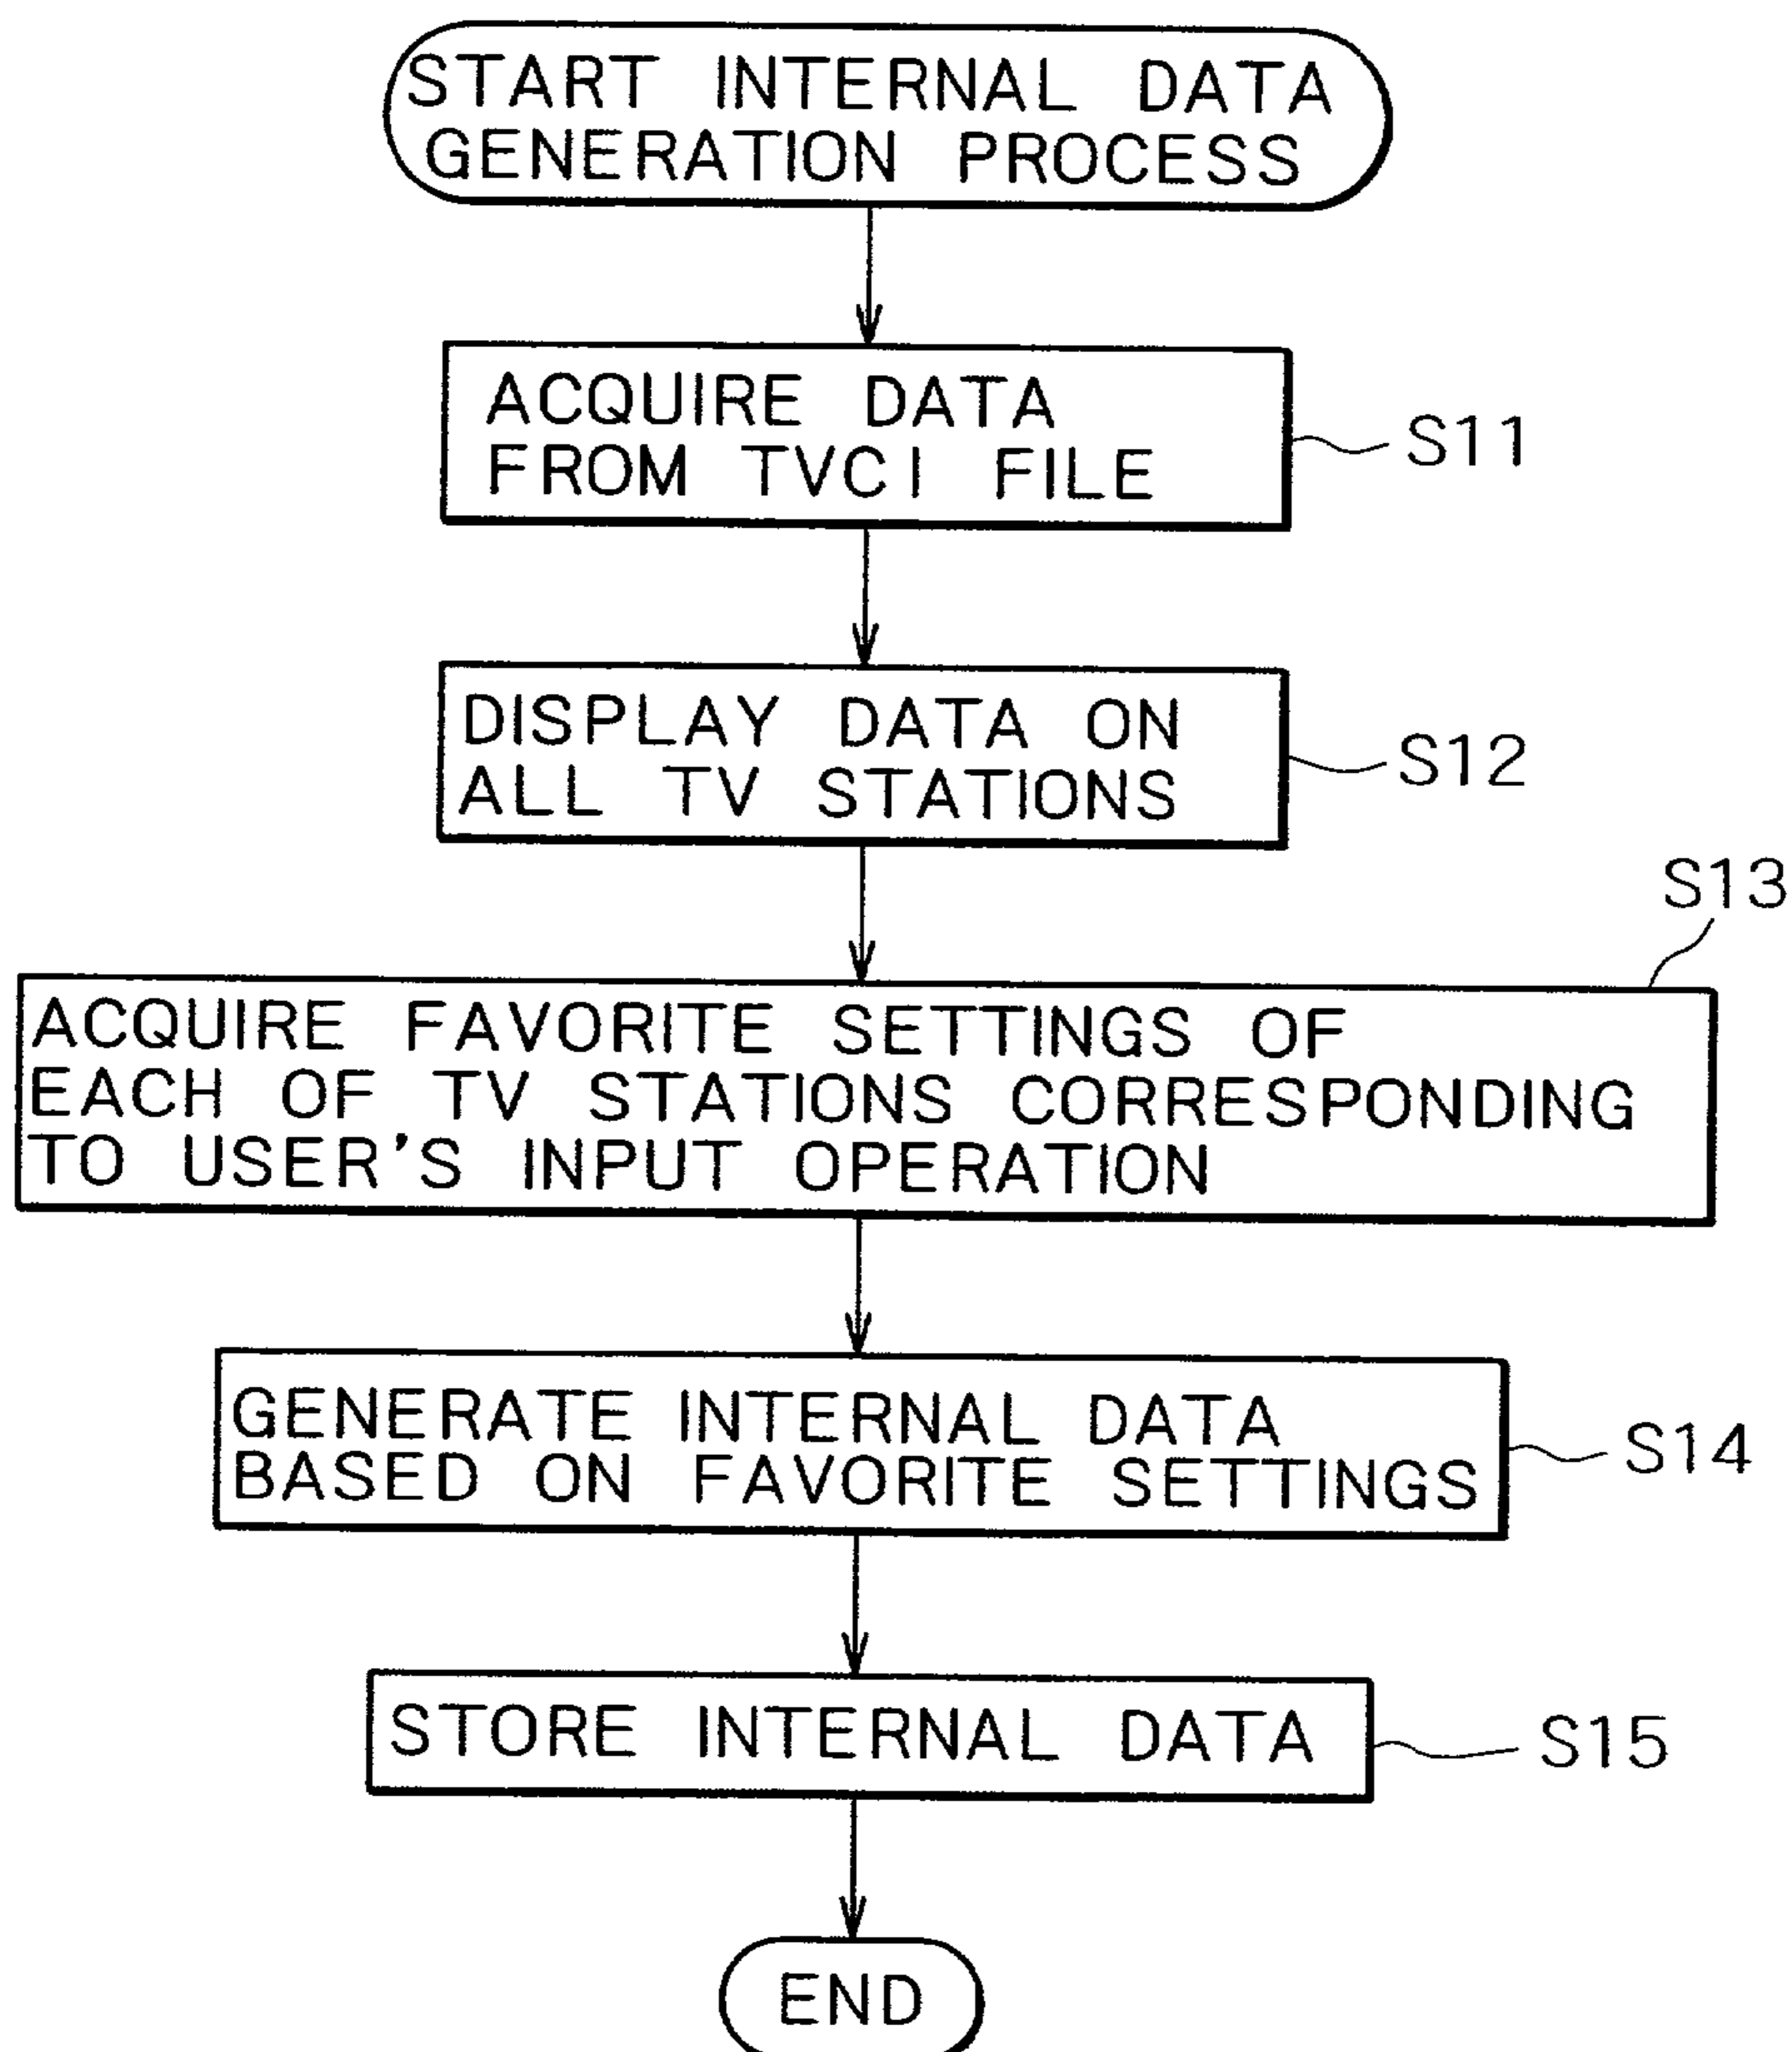 START INTERNAL DATA
GENERATION PROCESS
ACQUIRE DATA
FROM TVCI FILE
S11
DISPLAY DATA ON
ALL TV STATIONS
S12
S13
ACQUIRE FAVORITE SETTINGS OF
EACH OF TV STATIONS CORRESPONDING
TO USER'S INPUT OPERATION
GENERATE INTERNAL DATA
BASED ON FAVORITE SETTINGS
S14
STORE INTERNAL DATA
S15
END